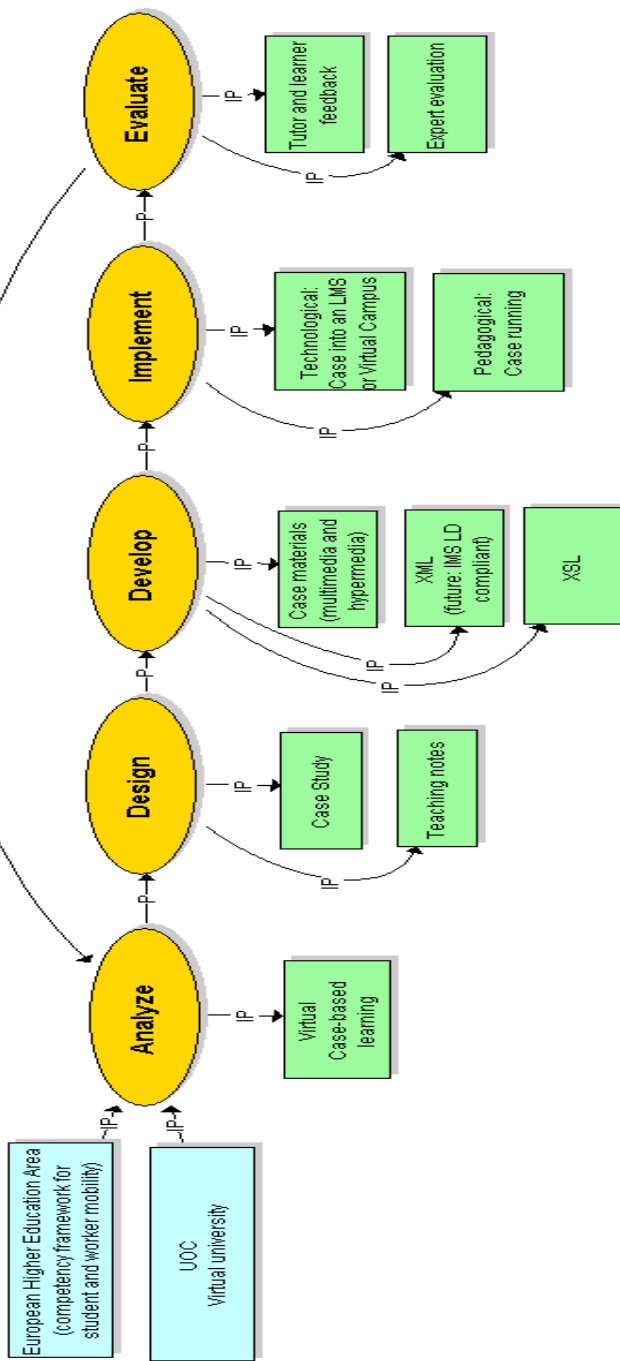 European Higher Education Area
(competency framework for
student and worker mobility)
IP
UOC
Virtual university
IP
Analyze
IP
Virtual
Case-based
learning
P
Design
IP
Case Study
IP
Teaching notes
P
Develop
IP
Case materials
(multimedia and
hypermedia)
IP
XML
(future: IMS LD
compliant)
IP
XSL
P
Implement
IP
Technological:
Case into an LMS
or Virtual Campus
IP
Pedagogical:
Case running
P
Evaluate
IP
Tutor and learner
feedback
IP
Expert evaluation